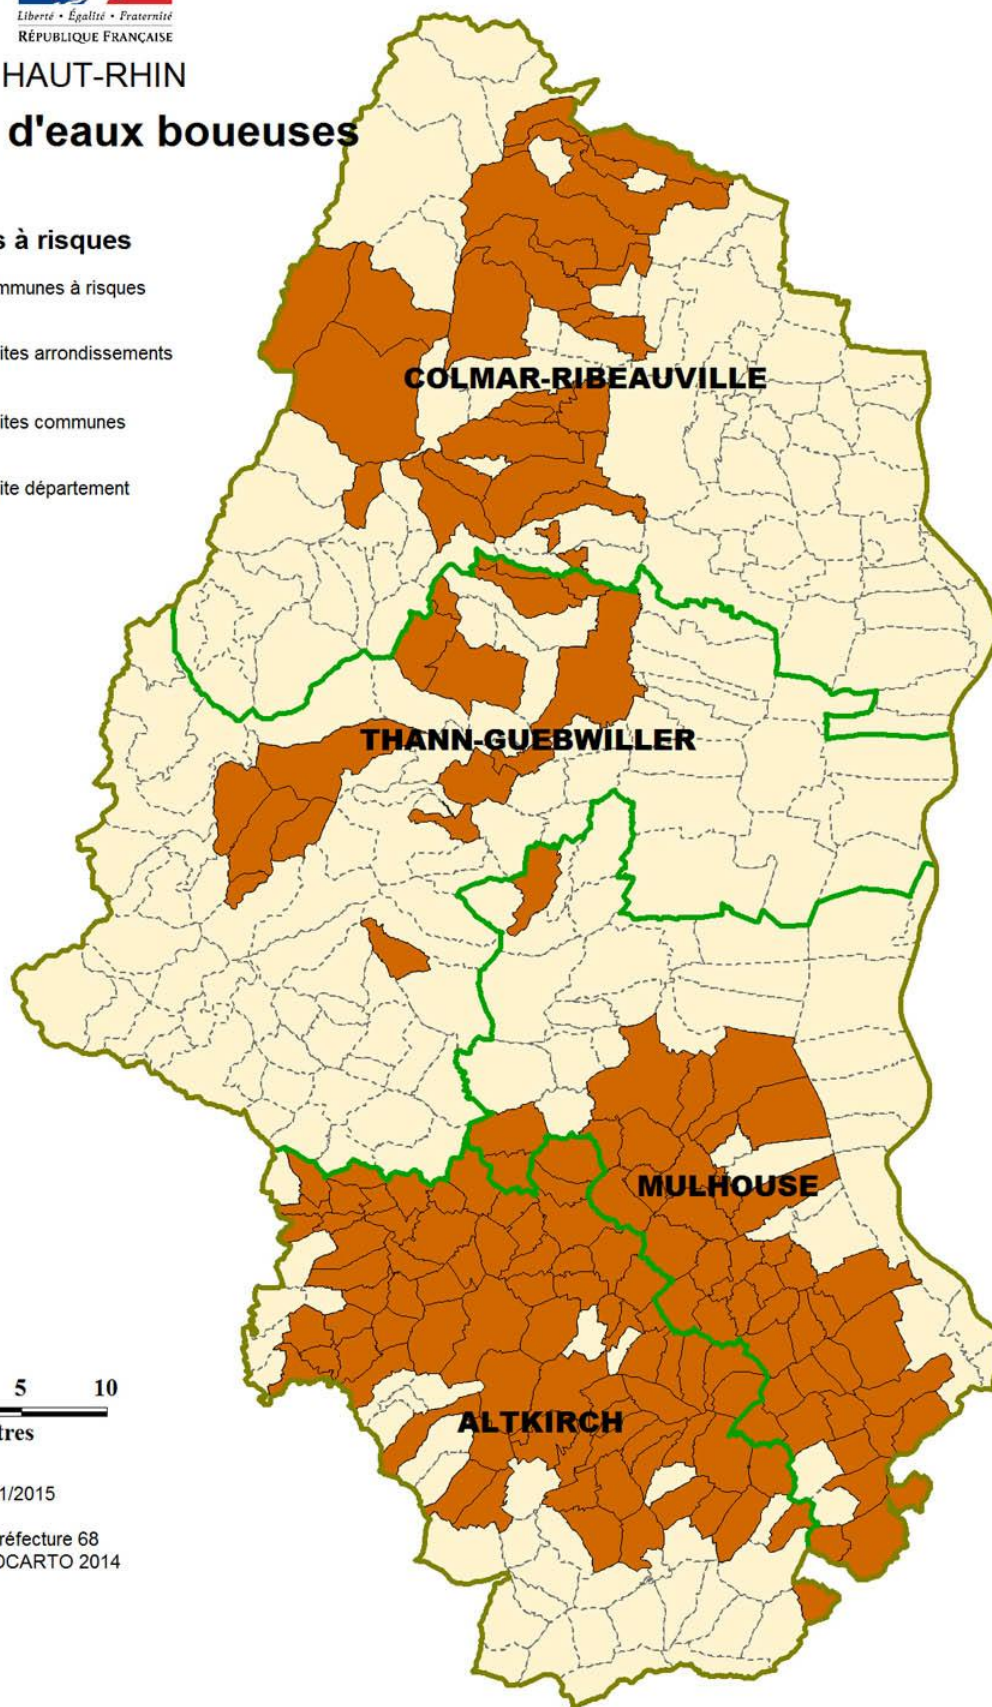 Liberté • Égalité • Fraternité
RÉPUBLIQUE FRANÇAISE
HAUT-RHIN
d'eaux boueuses
s à risques
mmunes à risques
ites arrondissements
ites communes
ite département
COLMAR-RIBEAUVILLE
THANN-GUEBWILLER
MULHOUSE
ALTKIRCH
5 10
tres
1/2015
réfecture 68
OCARTO 2014